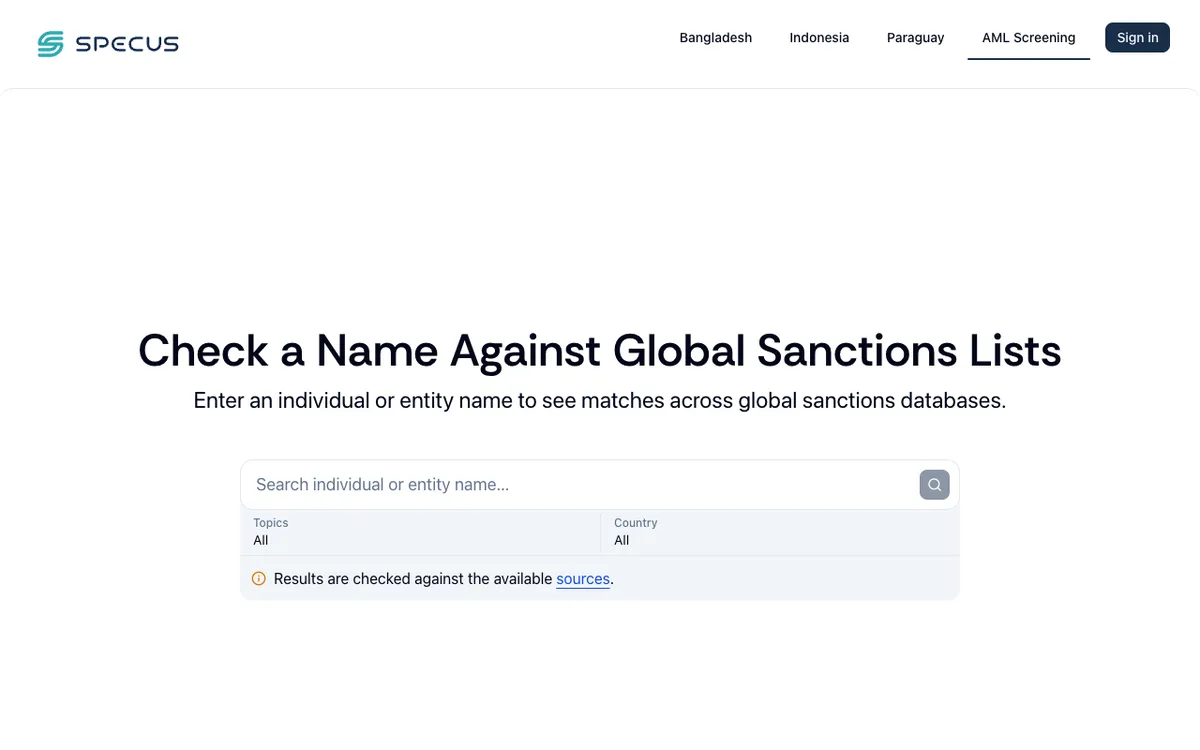 SPECUS
Bangladesh
Indonesia
Paraguay
AML Screening
Sign in
Check a Name Against Global Sanctions Lists
Enter an individual or entity name to see matches across global sanctions databases.
Search individual or entity name...
Topics
All
Country
All
Results are checked against the available sources.